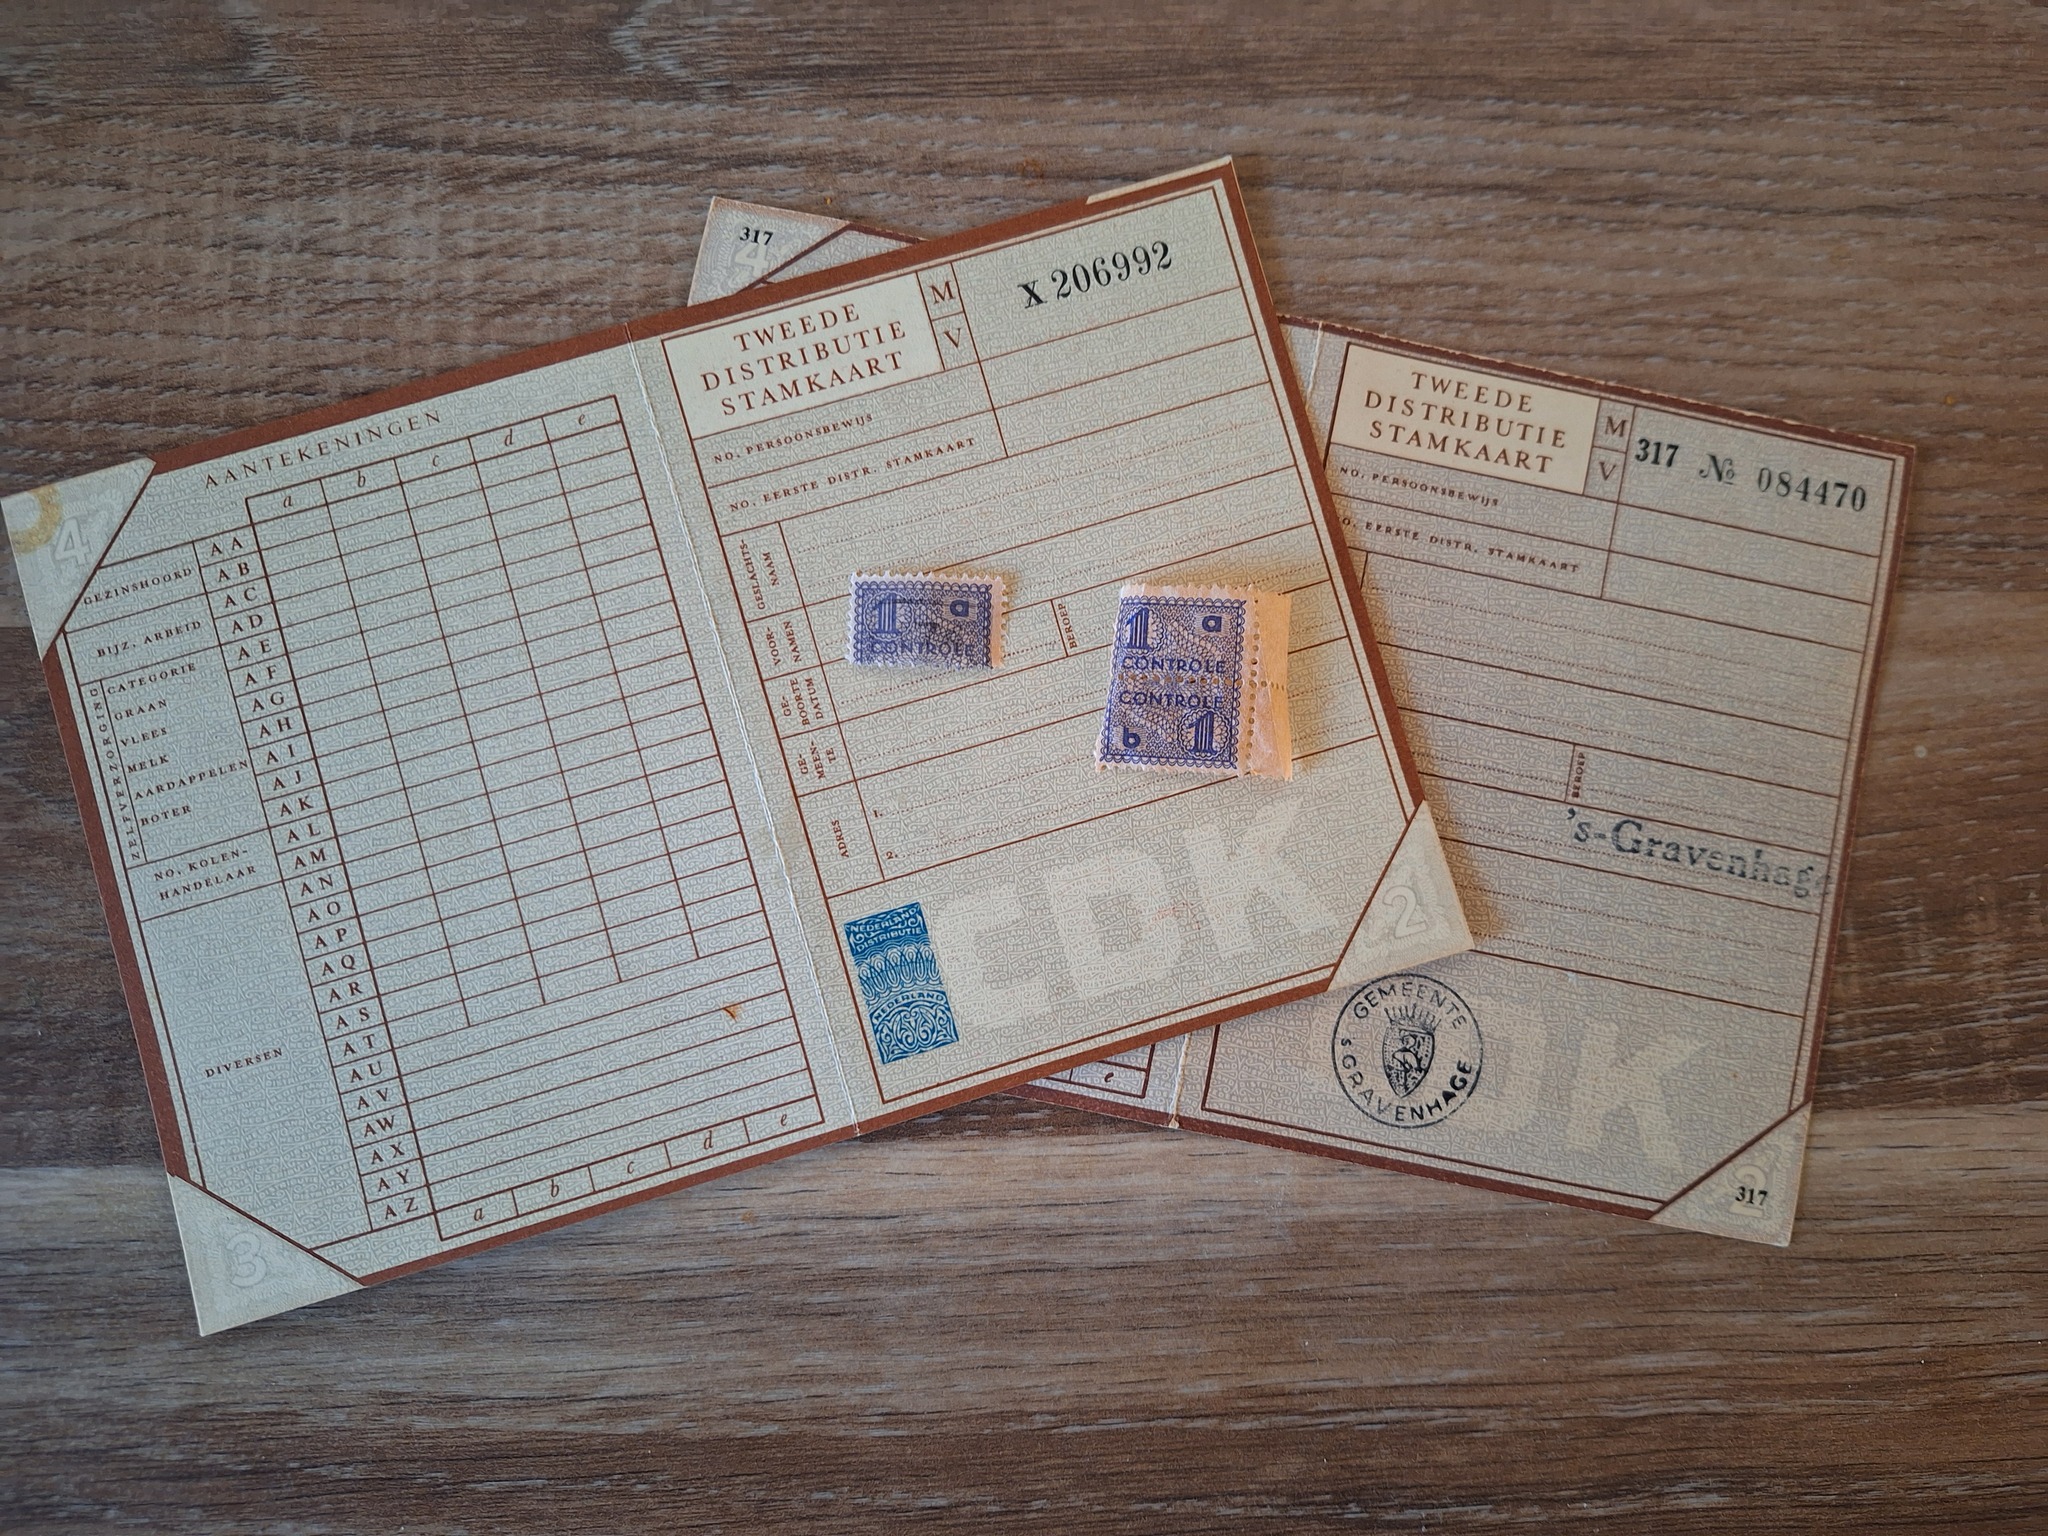 AANTEKENINGEN
a b c d e
GEZINSHOORD
BIJZ. ARBEID
ZELFVERZORGING
CATEGORIE
GRAAN
VLEES
MELK
AARDAPPELEN
BOTER
NO. KOLEN-
HANDELAAR
DIVERSEN
AA
AB
AC
AD
AE
AF
AG
AH
AI
AJ
AK
AL
AM
AN
AO
AP
AQ
AR
AS
AT
AU
AV
AW
AX
AY
AZ
a b c d e
4
3
TWEEDE
DISTRIBUTIE
STAMKAART
M
V
X 206992
NO. PERSOONSBEWIJS
NO. EERSTE DISTR. STAMKAART
GESLACHTS-
NAAM
VOOR-
NAMEN
BEROEP
GE-
BOORTE
DATUM
GE-
MEEN-
TE
ADRES
1.
2.
1 a
CONTROLE
1 a
CONTROLE
CONTROLE
b 1
NEDERLAND
DISTRIBUTIE
NEDERLAND
CDK
2
317
4
TWEEDE
DISTRIBUTIE
STAMKAART
M
V
317 № 084470
NO. PERSOONSBEWIJS
NO. EERSTE DISTR. STAMKAART
BEROEP
's-Gravenhage
GEMEENTE
'S GRAVENHAGE
DK
e
317
2